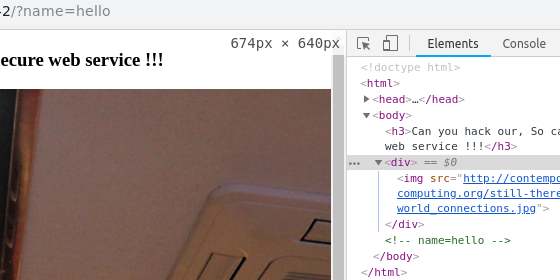 42/?name=hello
674px × 640px
ecure web service !!!
Elements
Console
<!doctype html>
<html>
<head>…</head>
<body>
<h3>Can you hack our, So ca
web service !!!</h3>
<div> == $0
<img src="http://contempo
computing.org/still-there
world_connections.jpg">
</div>
<!-- name=hello -->
</body>
</html>